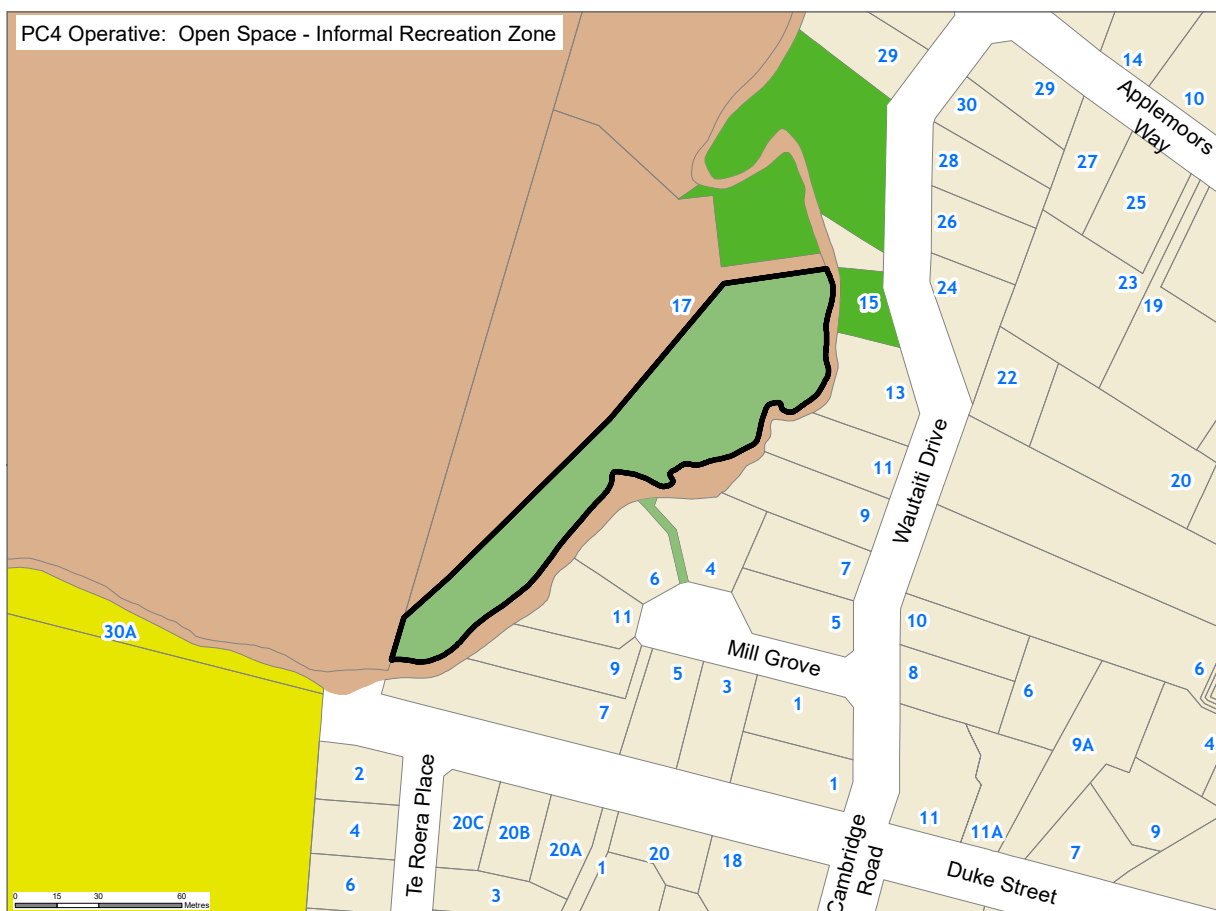 PC4 Operative: Open Space - Informal Recreation Zone
29
14
29
10
30
Applemoors
Way
28
27
25
26
24
23
19
17
15
22
13
11
20
9
Wautaiti Drive
7
4
6
11
5
10
30A
Mill Grove
9
5
3
8
6
6
1
7
9A
4
2
1
20C
20B
20A
4
11
11A
9
7
1
20
18
Te Roera Place
Cambridge
Road
Duke Street
6
3
0 15 30 60
Metres